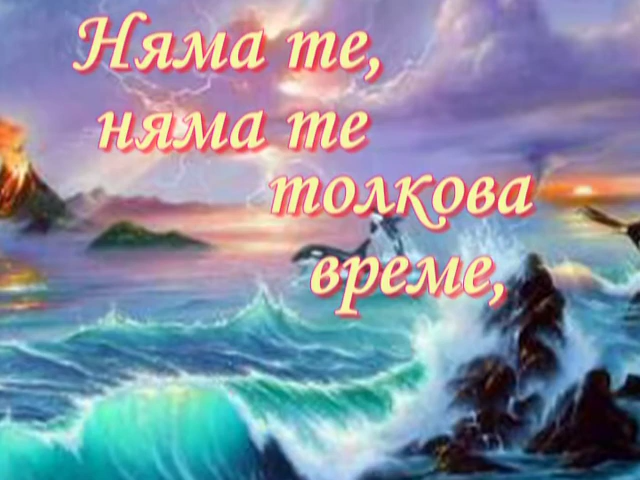 Няма те,
няма те
толкова
време,